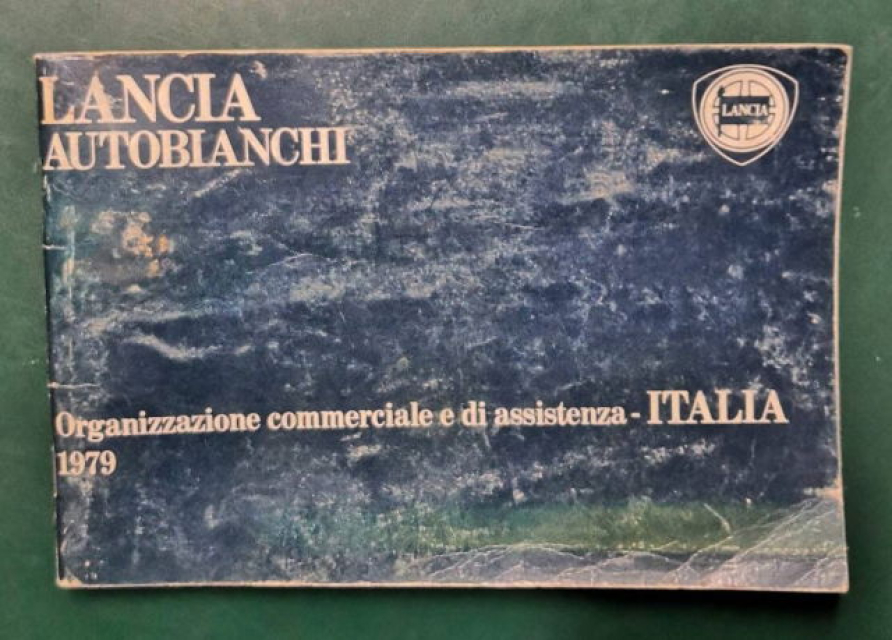 LANCIA
AUTOBIANCHI
LANCIA
Organizzazione commerciale e di assistenza - ITALIA
1979